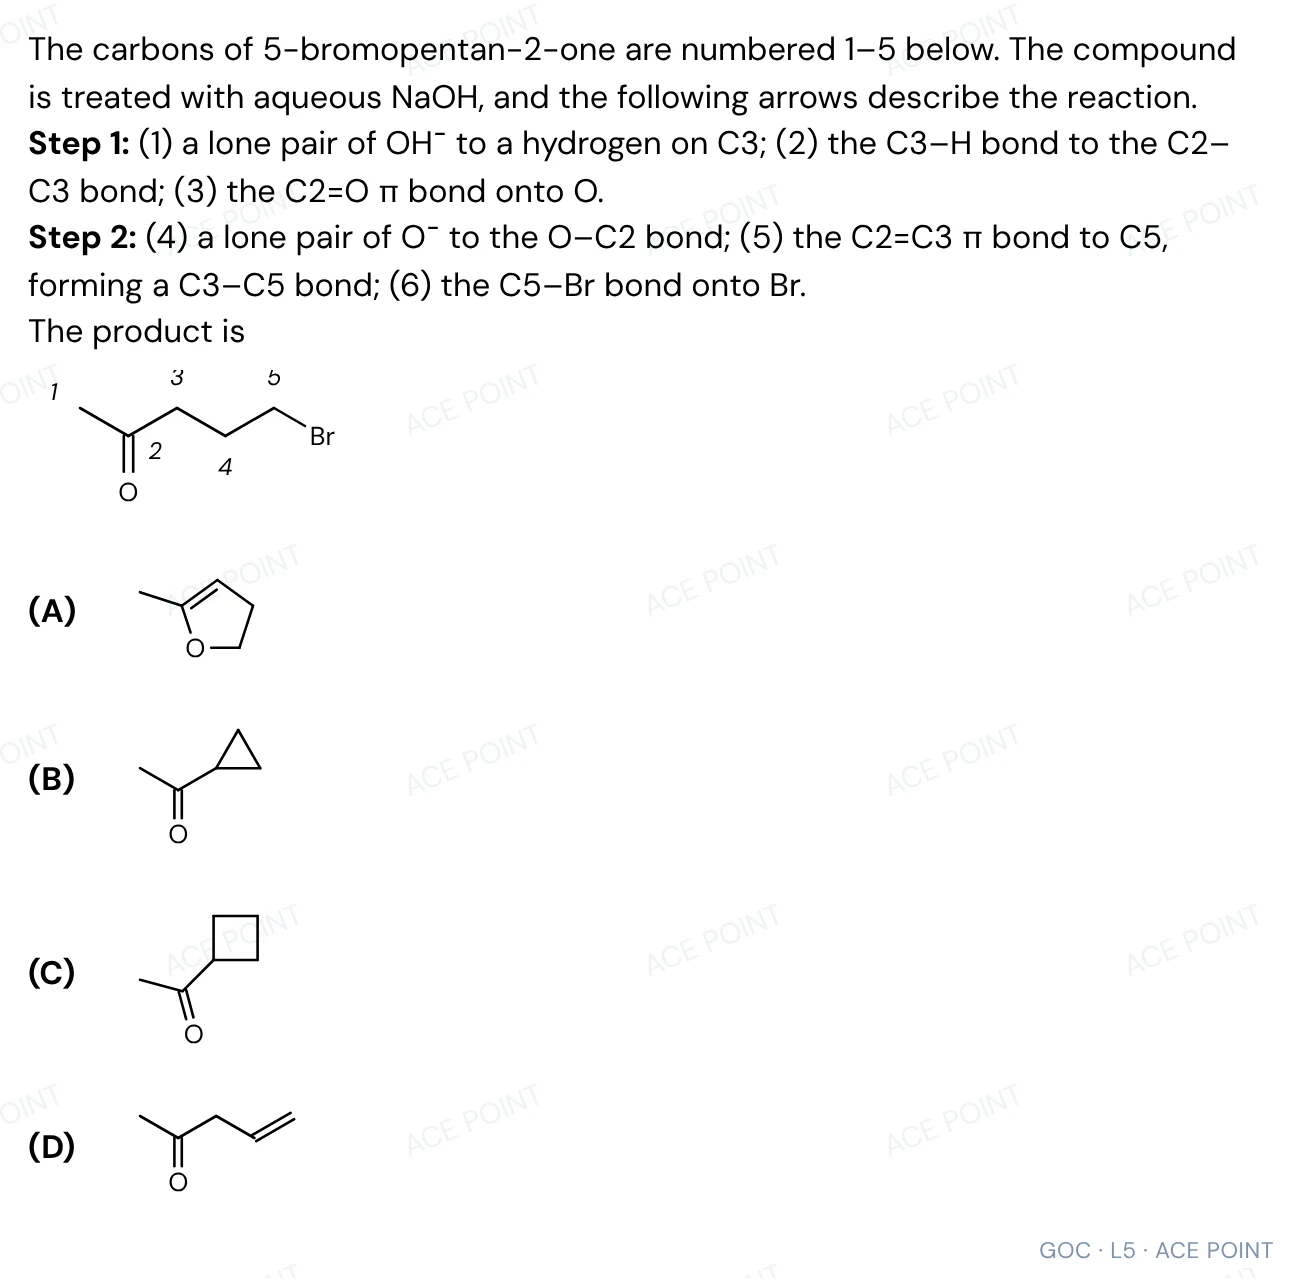 The carbons of 5-bromopentan-2-one are numbered 1–5 below. The compound
is treated with aqueous NaOH, and the following arrows describe the reaction.
Step 1: (1) a lone pair of OH⁻ to a hydrogen on C3; (2) the C3–H bond to the C2–
C3 bond; (3) the C2=O π bond onto O.
Step 2: (4) a lone pair of O⁻ to the O–C2 bond; (5) the C2=C3 π bond to C5,
forming a C3–C5 bond; (6) the C5–Br bond onto Br.
The product is
1 3 5
2 4 Br
O
(A)
O
(B)
O
(C)
O
(D)
O
GOC · L5 · ACE POINT
ACE POINT